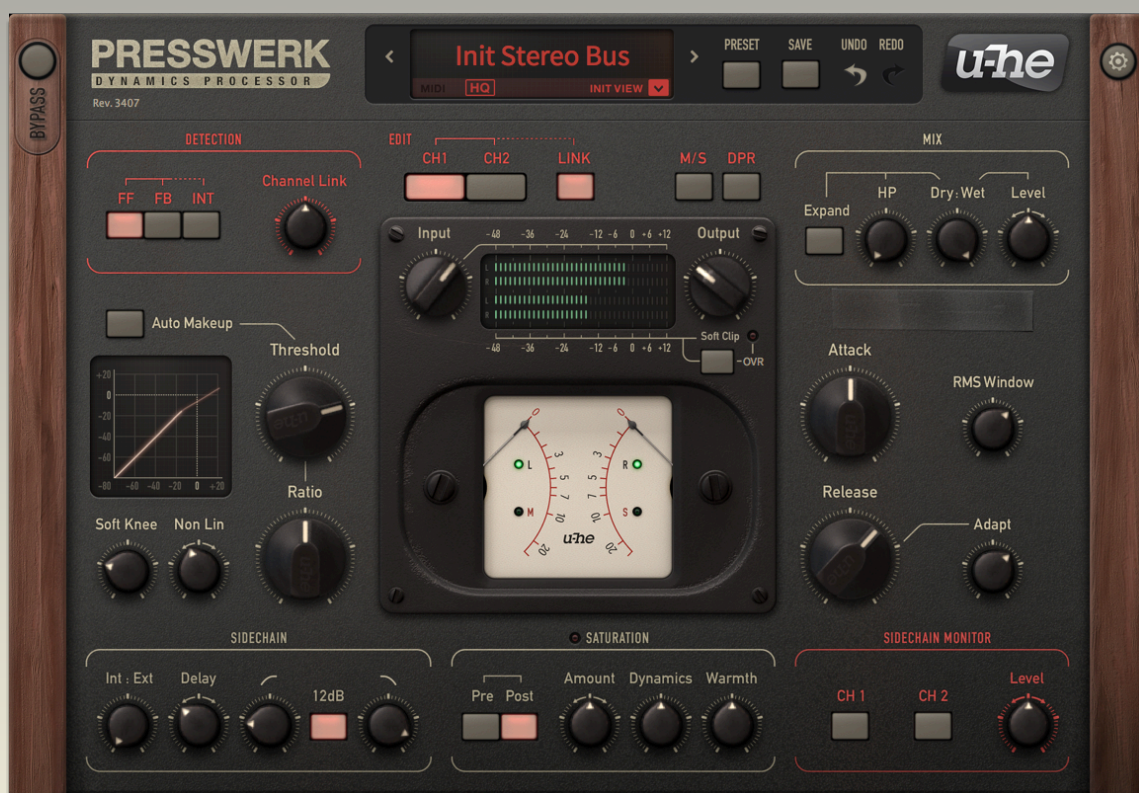 PRESSWERK
DYNAMICS PROCESSOR
Rev. 3407
BYPASS
Init Stereo Bus
MIDI HQ INIT VIEW
PRESET SAVE UNDO REDO
u-he
DETECTION
FF FB INT
Channel Link
EDIT
CH1 CH2 LINK
M/S DPR
MIX
Expand HP Dry:Wet Level
Input
-48 -36 -24 -12 -6 0 +6 +12
L
R
L
R
-48 -36 -24 -12 -6 0 +6 +12
Output
Soft Clip
OVR
Auto Makeup
Threshold
+20
0
-20
-40
-60
-80 -60 -40 -20 0 +20
Ratio
Soft Knee Non Lin
0 3 5 7 10 20
L
M
0 3 5 7 10 20
R
S
u-he
Attack
RMS Window
Release
Adapt
SIDECHAIN
Int : Ext Delay 12dB
SATURATION
Pre Post Amount Dynamics Warmth
SIDECHAIN MONITOR
CH 1 CH 2 Level